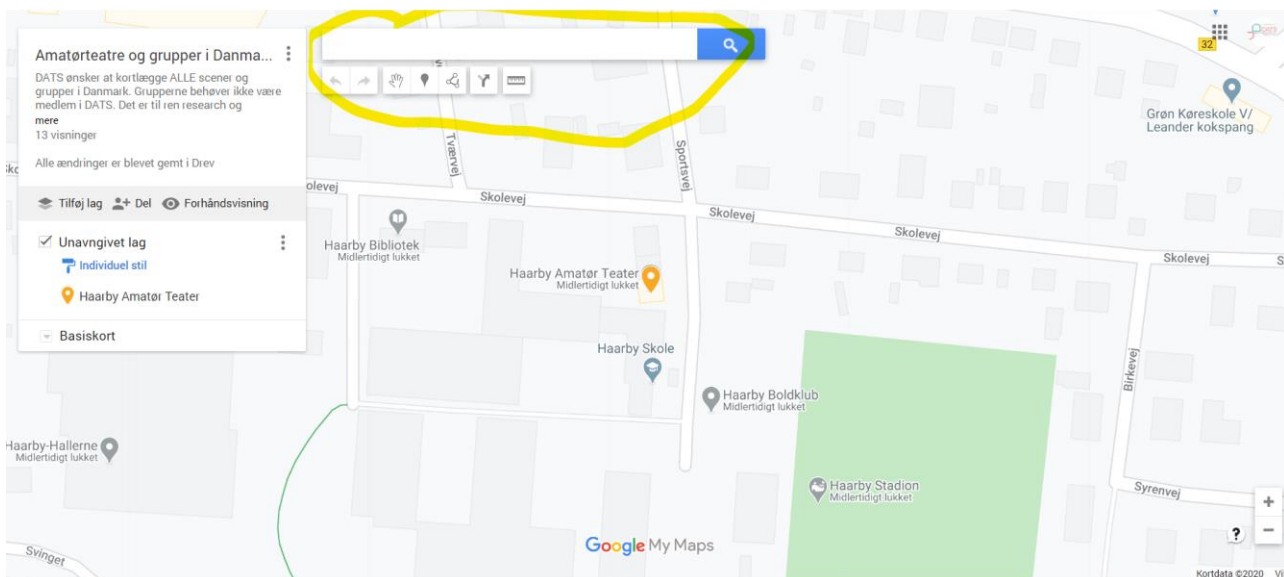 Amatørteatre og grupper i Danma...
DATS ønsker at kortlægge ALLE scener og
grupper i Danmark. Grupperne behøver ikke være
medlem i DATS. Det er til ren research og
mere
13 visninger
Alle ændringer er blevet gemt i Drev
Tilføj lag Del Forhåndsvisning
Unavngivet lag
Individuel stil
Haarby Amatør Teater
Basiskort
32
Grøn Køreskole V/
Leander kokspang
Tværvej
Sportsvej
olevej
Skolevej
Skolevej
Skolevej
Skolevej
S
Haarby Bibliotek
Midlertidigt lukket
Haarby Amatør Teater
Midlertidigt lukket
Haarby Skole
Haarby Boldklub
Midlertidigt lukket
Birkevej
Haarby-Hallerne
Midlertidigt lukket
Haarby Stadion
Midlertidigt lukket
Syrenvej
Svinget
Google My Maps
+
?
−
Kortdata ©2020 Vi